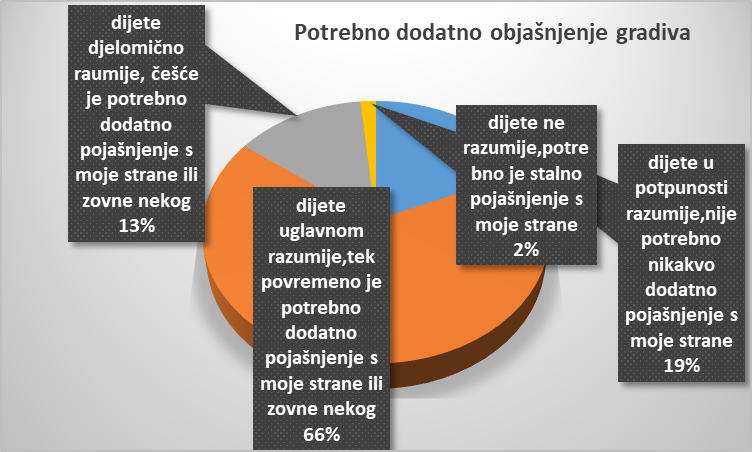 Potrebno dodatno objašnjenje gradiva
dijete
djelomično
raumije, češće
je potrebno
dodatno
pojašnjenje s
moje strane ili
zovne nekog
13%
dijete
uglavnom
razumije,tek
povremeno je
potrebno
dodatno
pojašnjenje s
moje strane ili
zovne nekog
66%
dijete ne
razumije,potre
bno je stalno
pojašnjenje s
moje strane
2%
dijete u
potpunosti
razumije,nije
potrebno
nikakvo
dodatno
pojašnjenje s
moje strane
19%